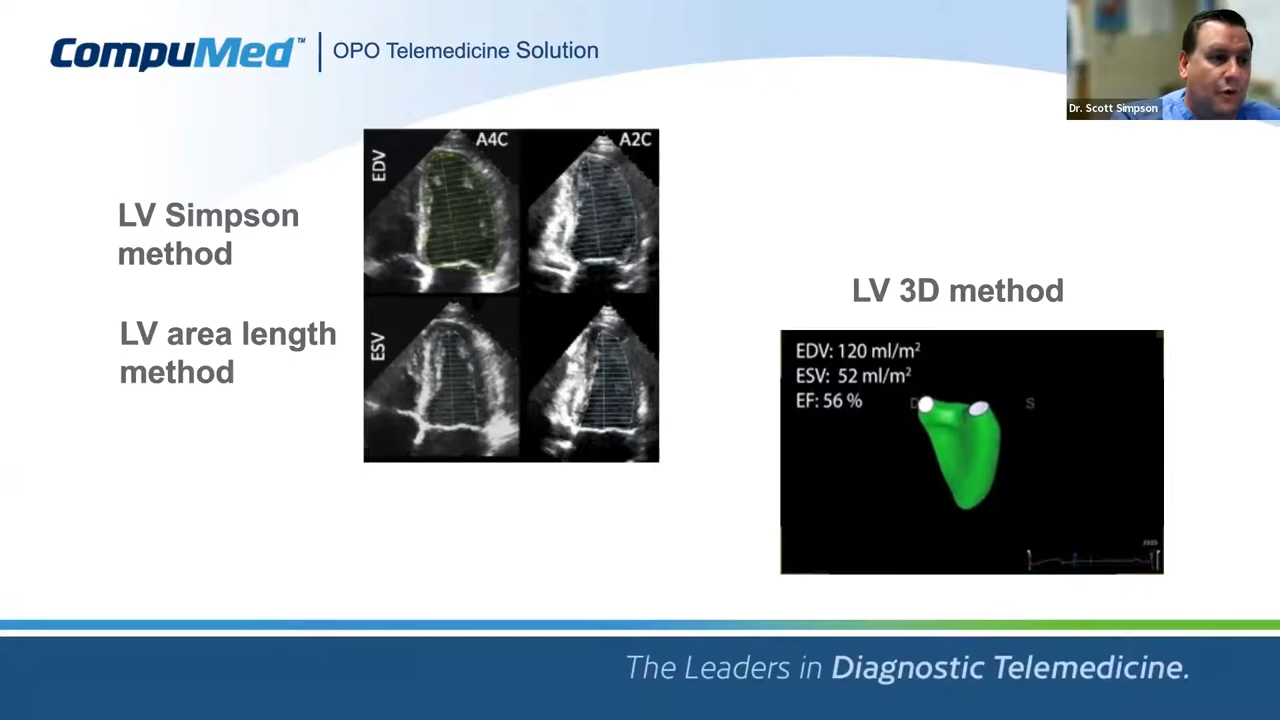 CompuMed™ | OPO Telemedicine Solution
Dr. Scott Simpson
A4C
A2C
EDV
LV Simpson
method
LV area length
method
ESV
LV 3D method
EDV: 120 ml/m²
ESV: 52 ml/m²
EF: 56 %
S
The Leaders in Diagnostic Telemedicine.